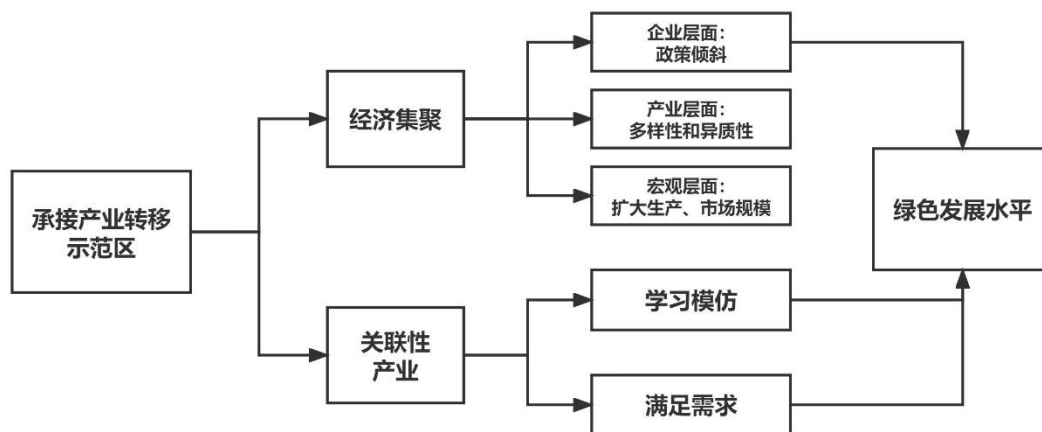 企业层面：
政策倾斜
经济集聚
产业层面：
多样性和异质性
承接产业转移
示范区
宏观层面：
扩大生产、市场规模
绿色发展水平
关联性
产业
学习模仿
满足需求